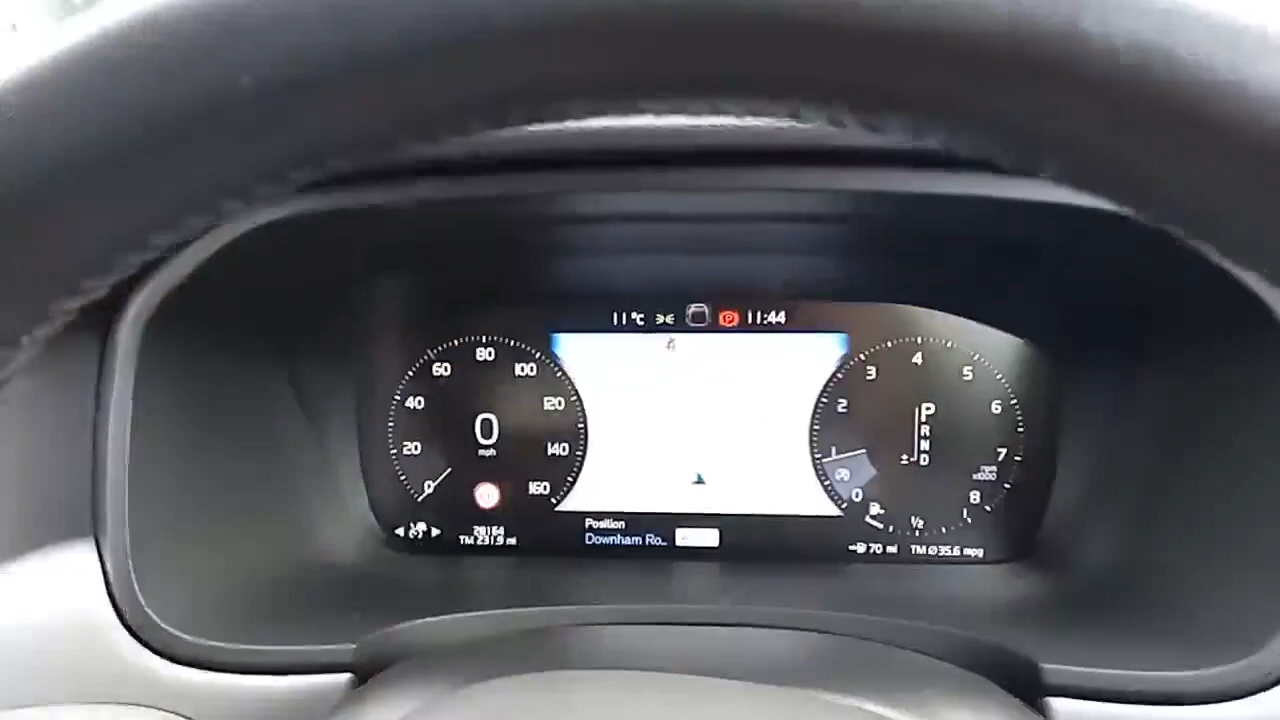 11°C 11:44
20 40 60 80 100 120 140 160
0
0
mph
28164
TM 231.9 mi
Position
Downham Ro..
0 1 2 3 4 5 6 7 8
P
R
N
D
±
rpm
x1000
1/2
70 mi
TM Ø35.6 mpg